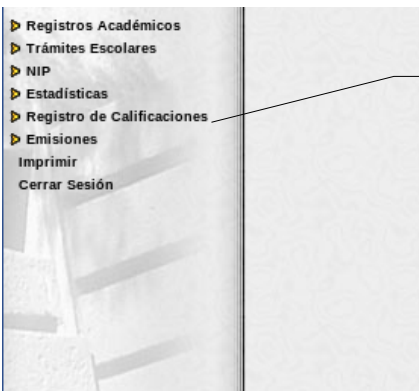 Registros Académicos
Trámites Escolares
NIP
Estadísticas
Registro de Calificaciones
Emisiones
Imprimir
Cerrar Sesión